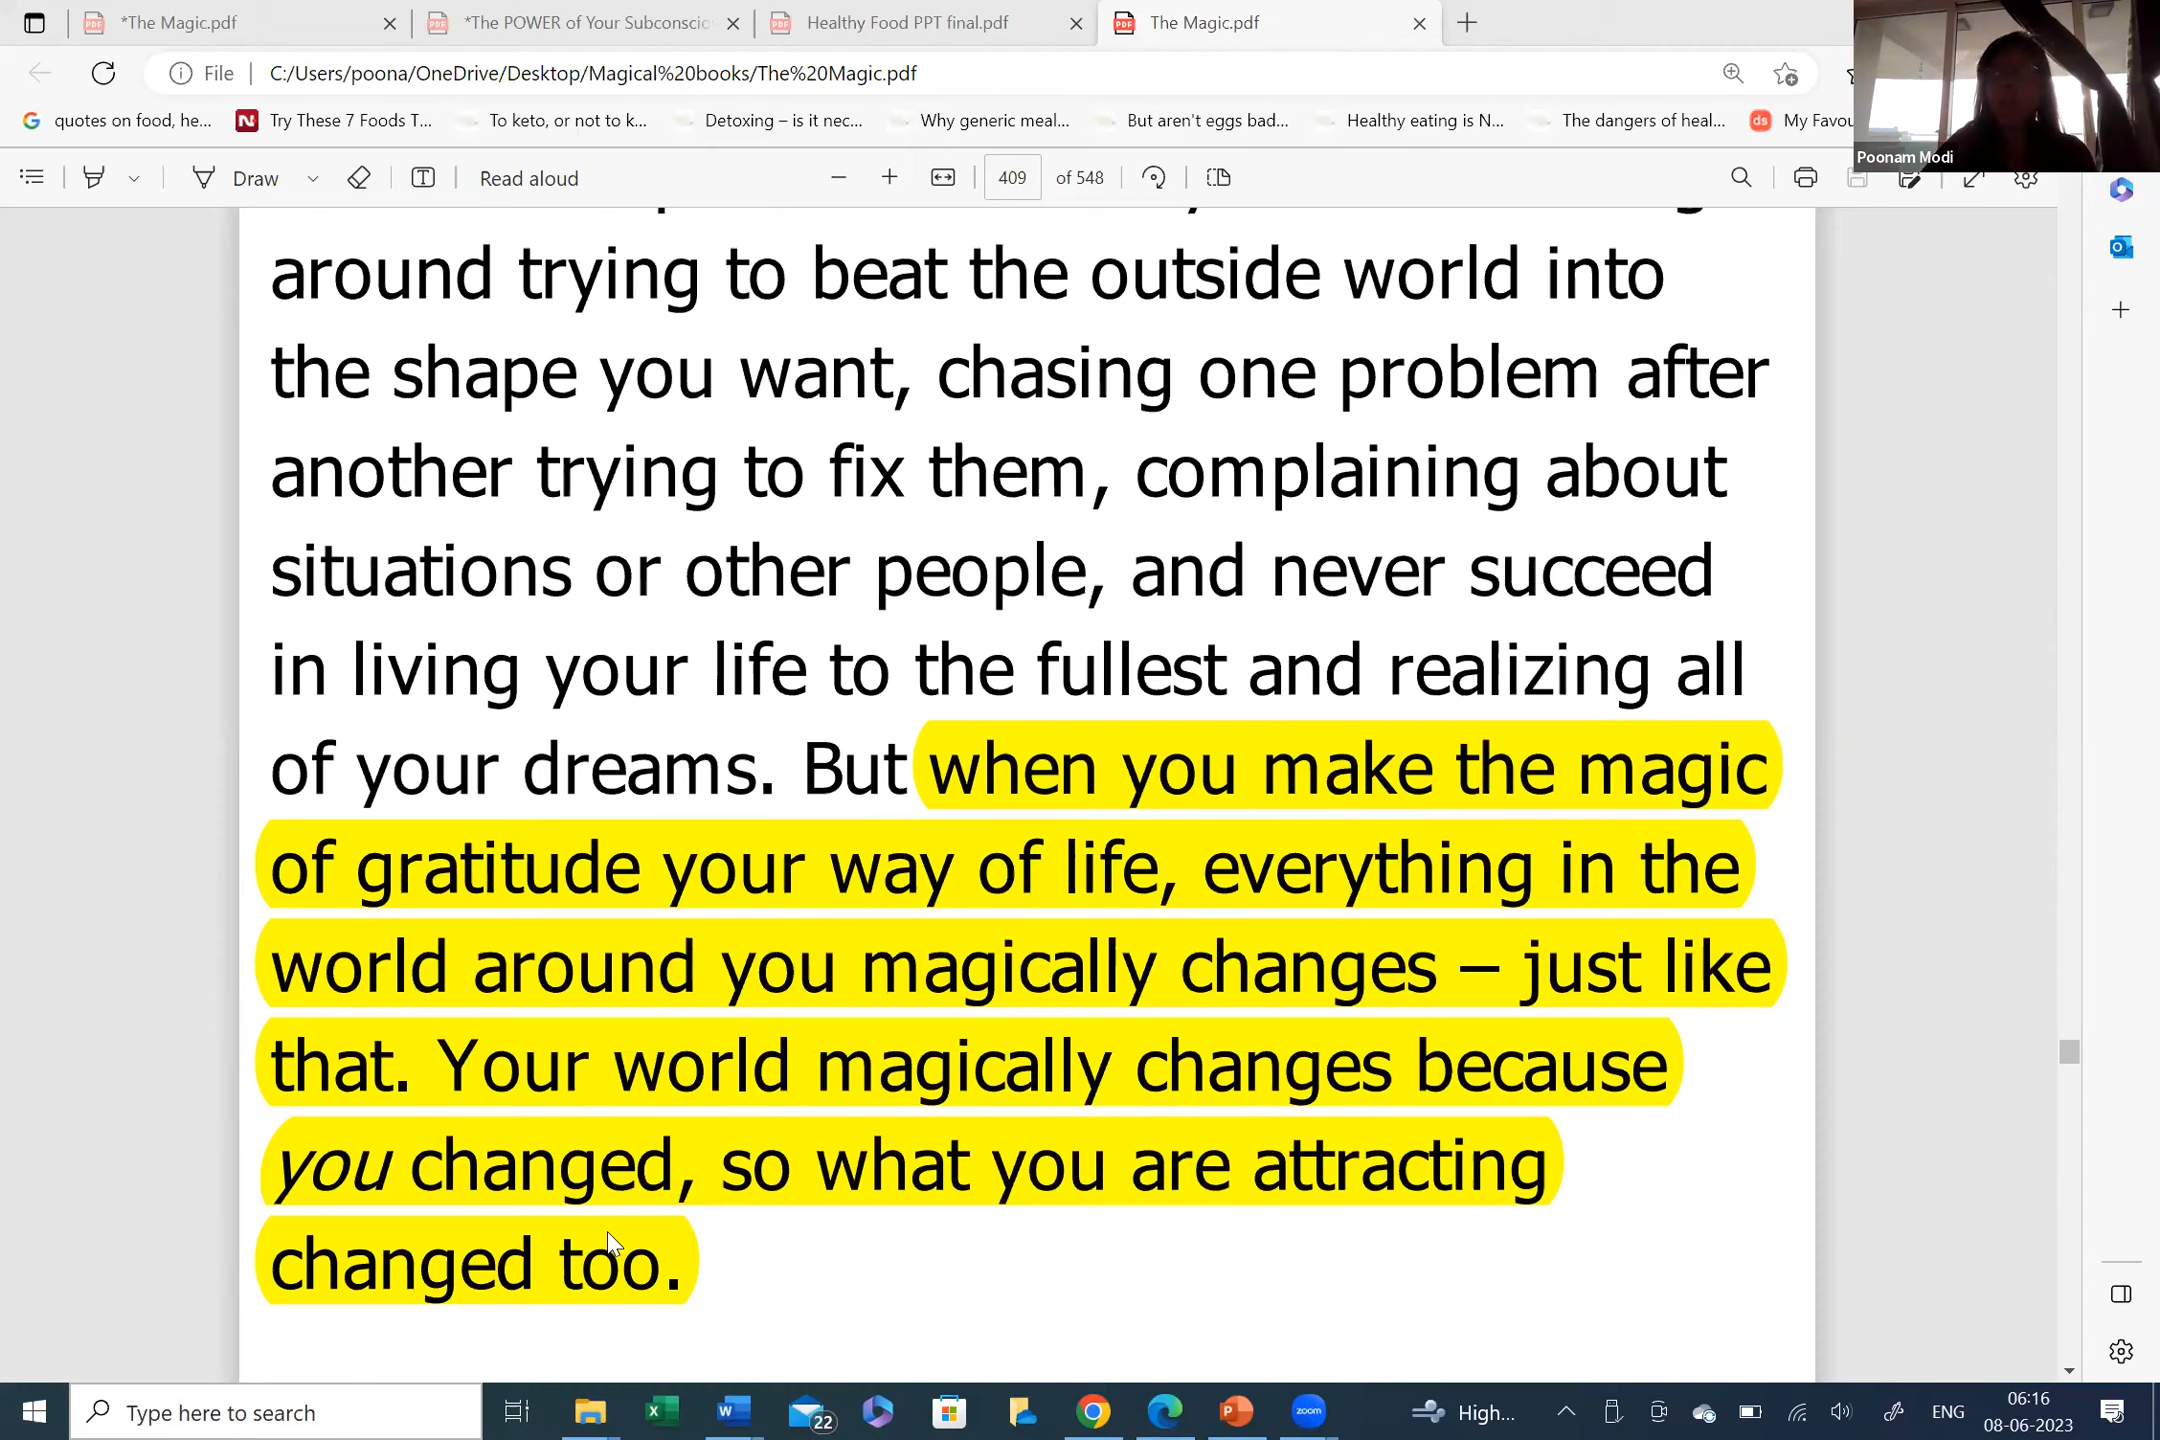 *The Magic.pdf
*The POWER of Your Subconscio
Healthy Food PPT final.pdf
The Magic.pdf
File
C:/Users/poona/OneDrive/Desktop/Magical%20books/The%20Magic.pdf
quotes on food, he...
Try These 7 Foods T...
To keto, or not to k...
Detoxing – is it nec...
Why generic meal...
But aren't eggs bad...
Healthy eating is N...
The dangers of heal...
My Favou
Poonam Modi
Draw
Read aloud
409 of 548
around trying to beat the outside world into
the shape you want, chasing one problem after
another trying to fix them, complaining about
situations or other people, and never succeed
in living your life to the fullest and realizing all
of your dreams. But when you make the magic
of gratitude your way of life, everything in the
world around you magically changes – just like
that. Your world magically changes because
you changed, so what you are attracting
changed too.
Type here to search
22
zoom
High...
ENG
06:16
08-06-2023